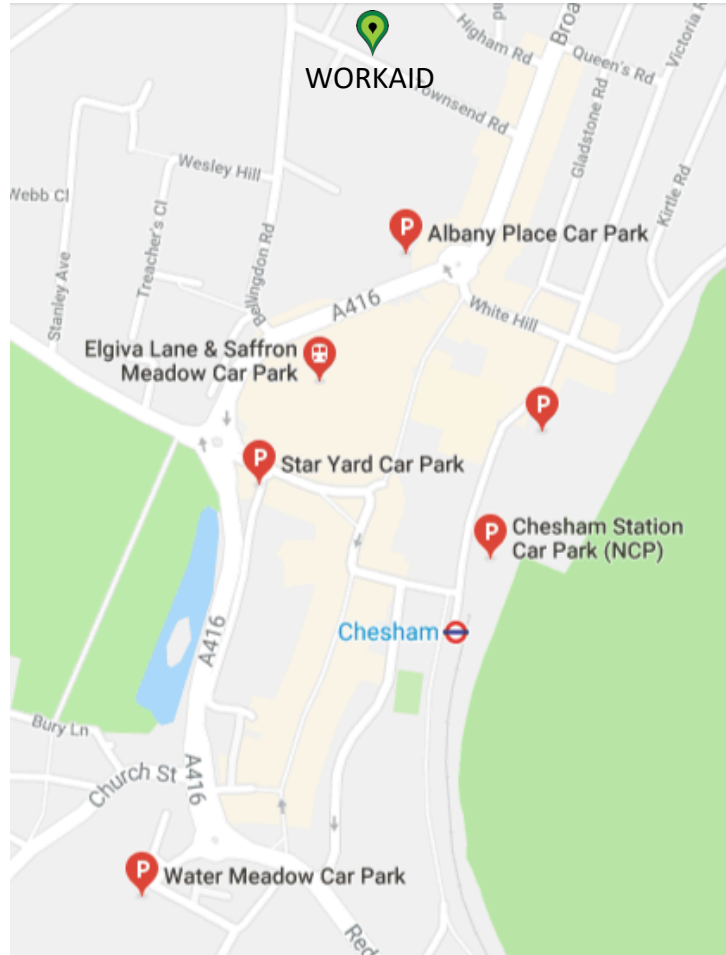 WORKAID
Higham Rd
Broa
Queen's Rd
Victoria R
Townsend Rd
Gladstone Rd
Kirtle Rd
Wesley Hill
Webb Cl
Treacher's Cl
Stanley Ave
Bellingdon Rd
P
Albany Place Car Park
A416
White Hill
Elgiva Lane & Saffron
Meadow Car Park
P
P
Star Yard Car Park
P
Chesham Station
Car Park (NCP)
Chesham
A416
Bury Ln
Church St
A416
P
Water Meadow Car Park
Red